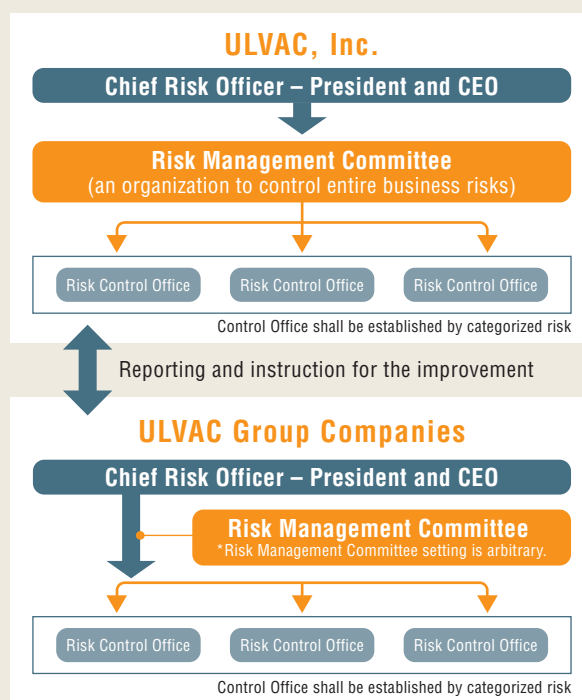 ULVAC, Inc.
Chief Risk Officer – President and CEO
Risk Management Committee
(an organization to control entire business risks)
Risk Control Office Risk Control Office Risk Control Office
Control Office shall be established by categorized risk
Reporting and instruction for the improvement
ULVAC Group Companies
Chief Risk Officer – President and CEO
Risk Management Committee
*Risk Management Committee setting is arbitrary.
Risk Control Office Risk Control Office Risk Control Office
Control Office shall be established by categorized risk